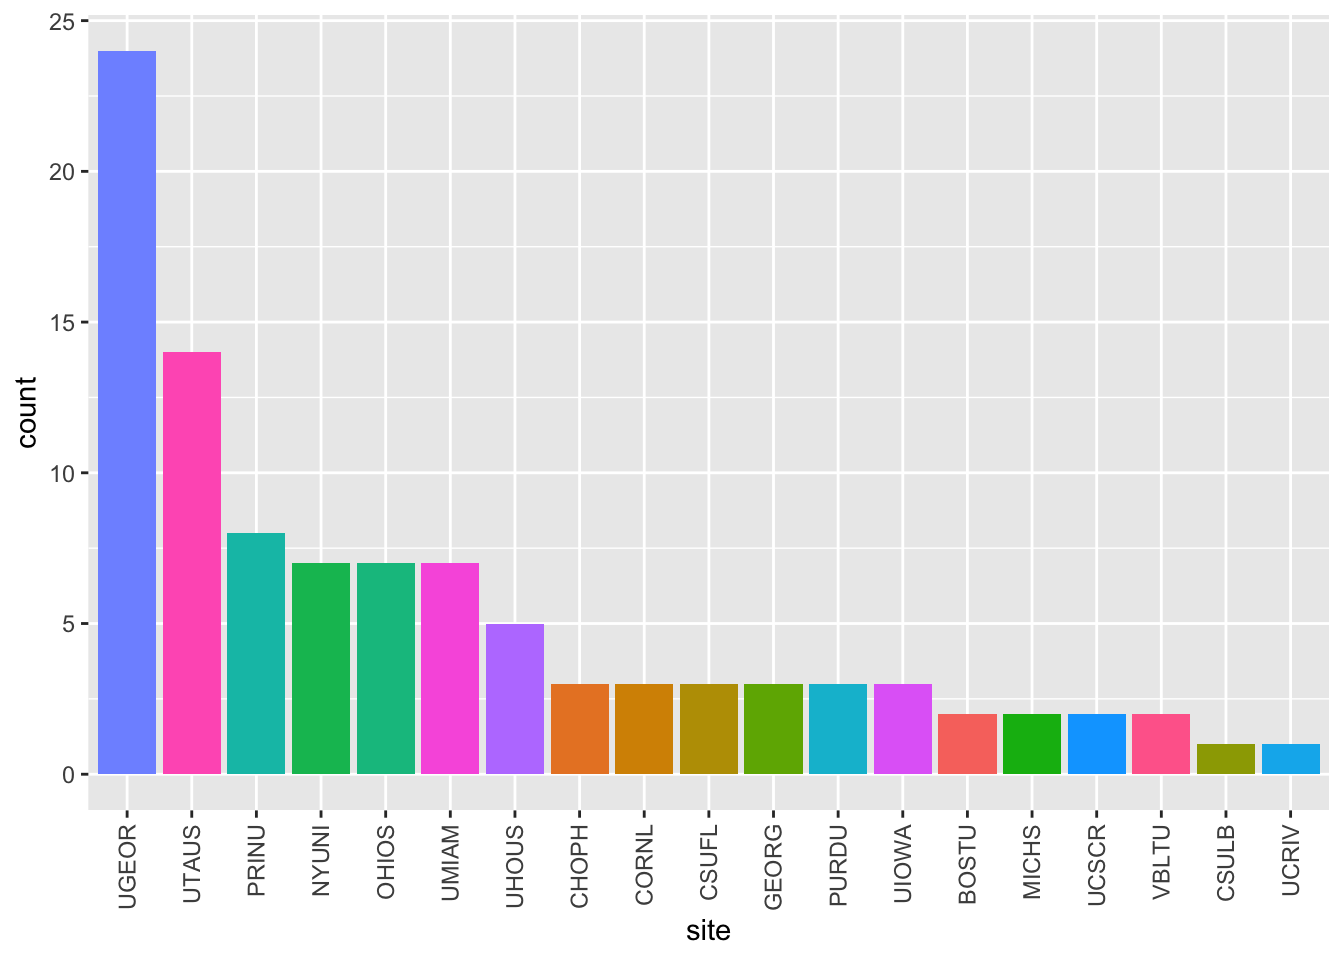 25
20
15
10
5
0
count
UGEOR
UTAUS
PRINU
NYUNI
OHIOS
UMIAM
UHOUS
CHOPH
CORNL
CSUFL
GEORG
PURDU
UIOWA
BOSTU
MICHS
UCSCR
VBLTU
CSULB
UCRIV
site